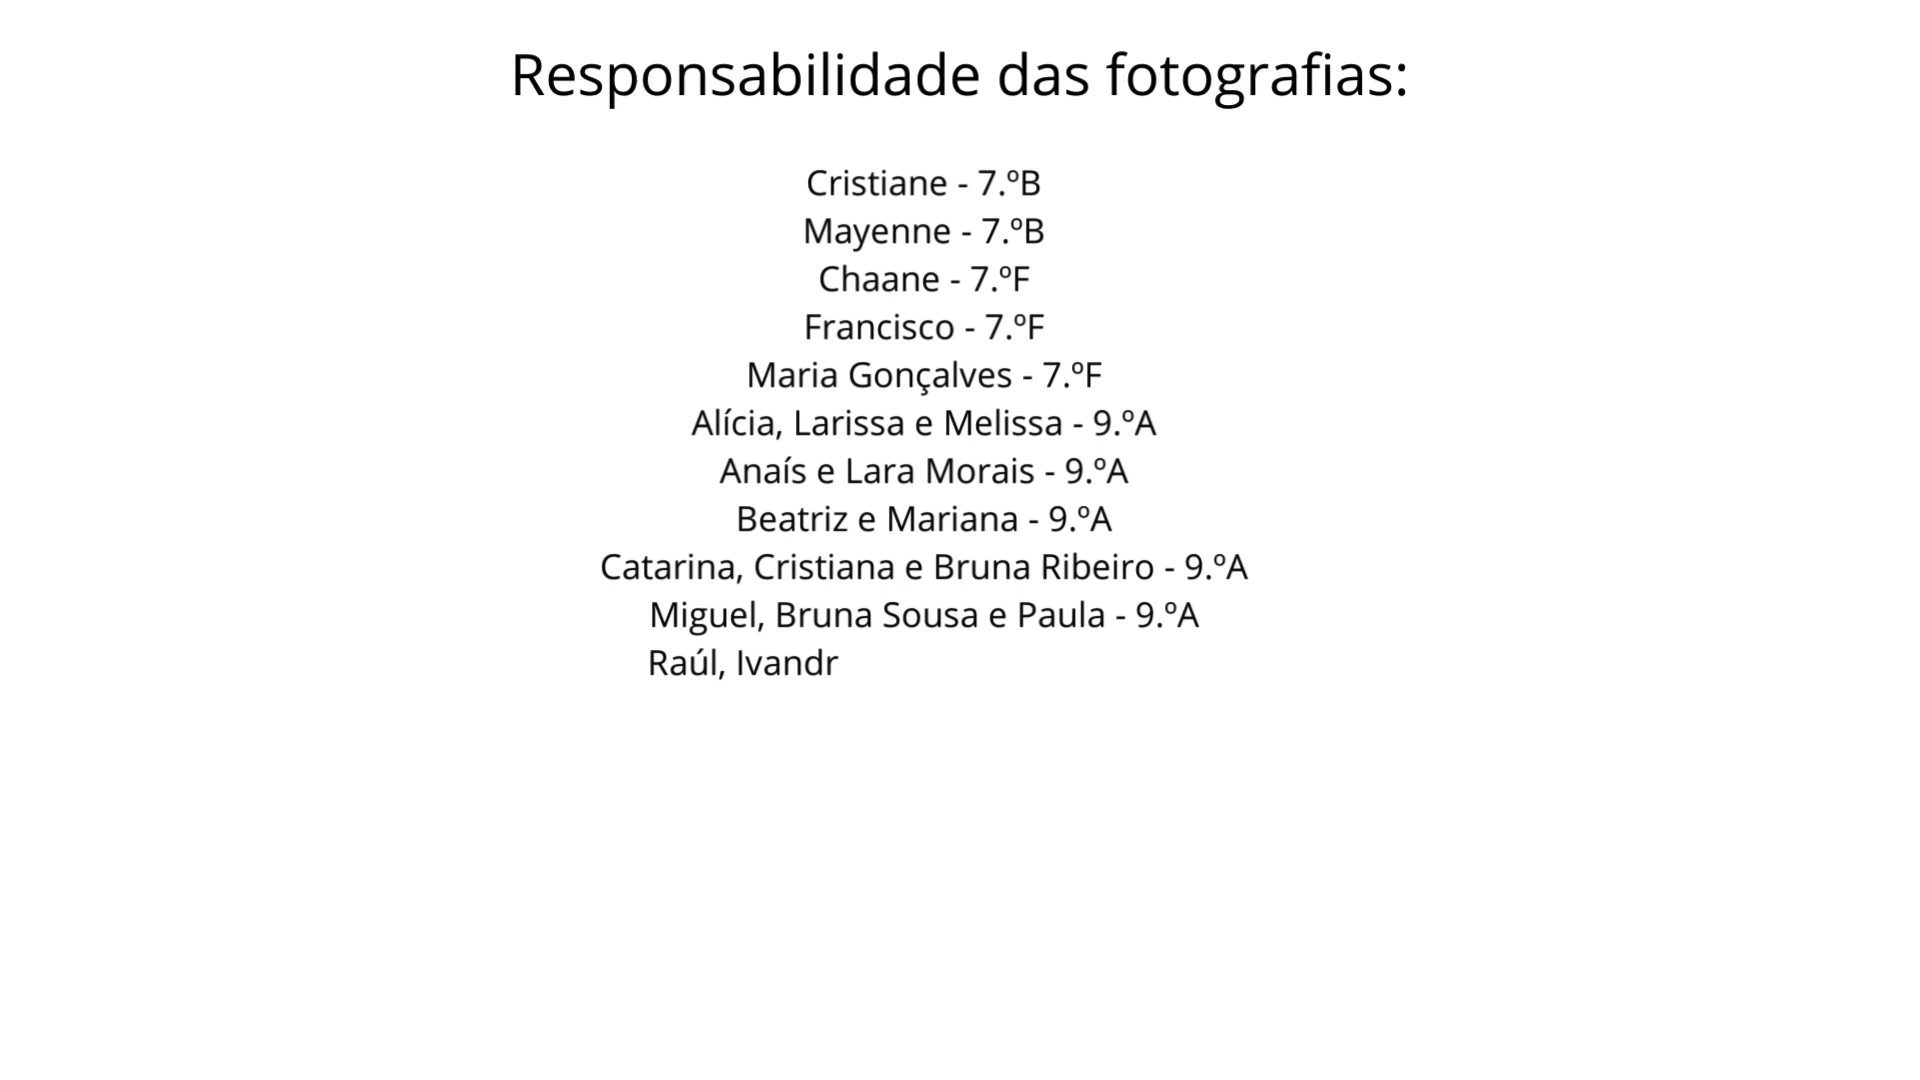 Responsabilidade das fotografias:
Cristiane - 7.ºB
Mayenne - 7.ºB
Chaane - 7.ºF
Francisco - 7.ºF
Maria Gonçalves - 7.ºF
Alícia, Larissa e Melissa - 9.ºA
Anaís e Lara Morais - 9.ºA
Beatriz e Mariana - 9.ºA
Catarina, Cristiana e Bruna Ribeiro - 9.ºA
Miguel, Bruna Sousa e Paula - 9.ºA
Raúl, Ivandr